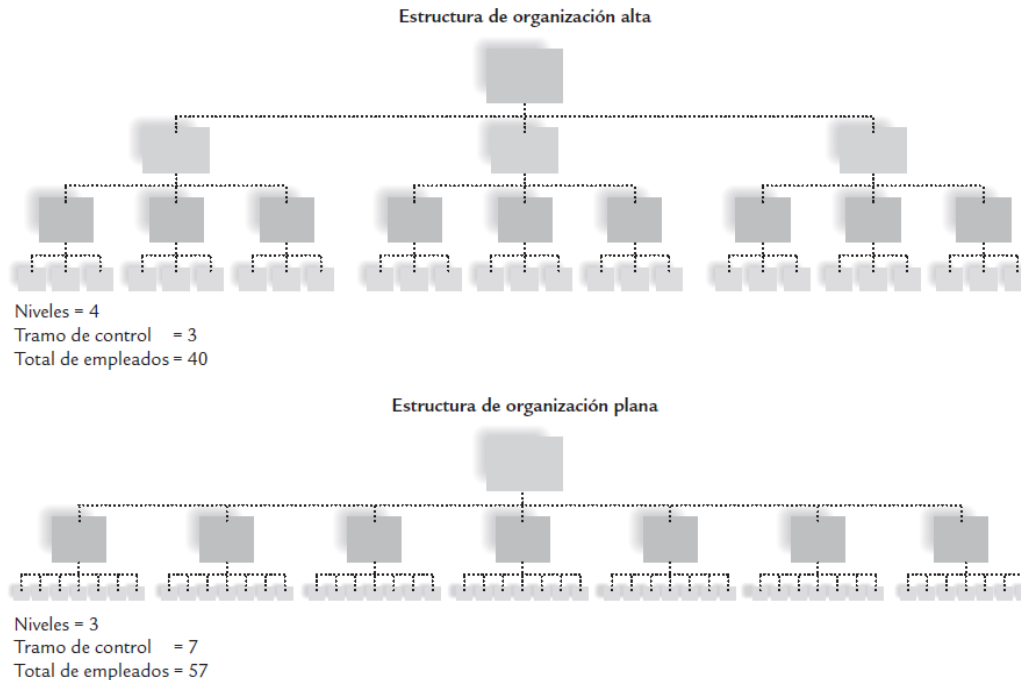 Estructura de organización alta
Niveles = 4
Tramo de control = 3
Total de empleados = 40
Estructura de organización plana
Niveles = 3
Tramo de control = 7
Total de empleados = 57